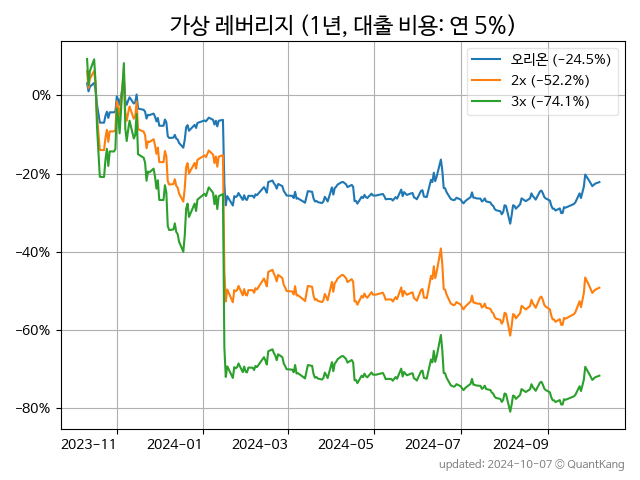 가상 레버리지 (1년, 대출 비용: 연 5%)
오리온 (−24.5%)
2x (−52.2%)
3x (−74.1%)
0%
−20%
−40%
−60%
−80%
2023-11 2024-01 2024-03 2024-05 2024-07 2024-09
updated: 2024-10-07 © QuantKang